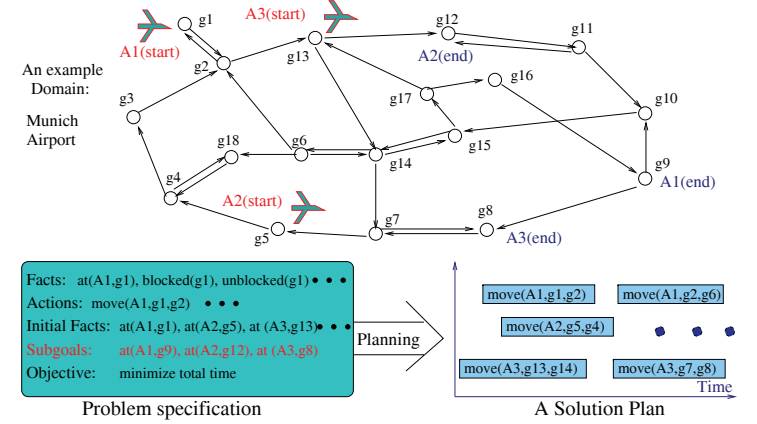 g1
A3(start)
g12
g11
A1(start)
g2
g13
A2(end)
An example
Domain:
Munich
Airport
g3
g17
g16
g10
g18
g6
g14
g15
g4
g9
A1(end)
A2(start)
g5
g7
g8
A3(end)
Facts: at(A1,g1), blocked(g1), unblocked(g1) • • •
Actions: move(A1,g1,g2) • • •
Initial Facts: at(A1,g1), at(A2,g5), at (A3,g13) • • •
Subgoals: at(A1,g9), at(A2,g12), at (A3,g8)
Objective: minimize total time
Planning
move(A1,g1,g2)
move(A1,g2,g6)
move(A2,g5,g4)
move(A3,g13,g14)
move(A3,g7,g8)
Time
Problem specification
A Solution Plan